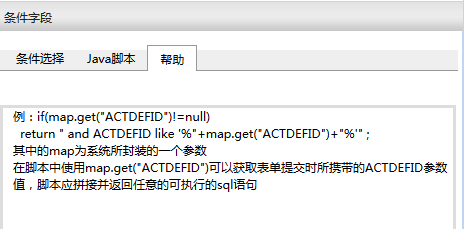 条件字段
条件选择 Java脚本 帮助
例：if(map.get("ACTDEFID")!=null)
return " and ACTDEFID like '%"+map.get("ACTDEFID")+"%'" ;
其中的map为系统所封装的一个参数
在脚本中使用map.get("ACTDEFID")可以获取表单提交时所携带的ACTDEFID参数
值，脚本应拼接并返回任意的可执行的sql语句